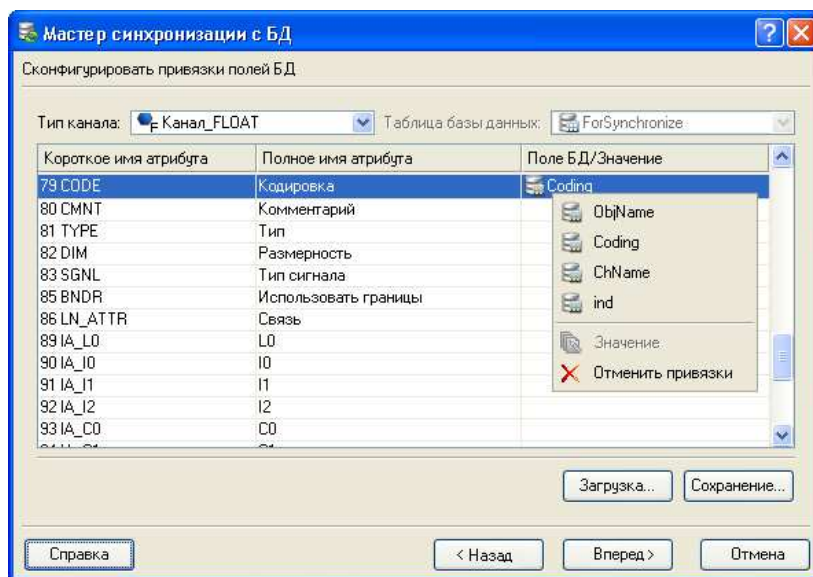 Мастер синхронизации с БД
Сконфигурировать привязки полей БД
Тип канала: F Канал_FLOAT Таблица базы данных: ForSynchronize
Короткое имя атрибута Полное имя атрибута Поле БД/Значение
79 CODE Кодировка Coding
80 CMNT Комментарий
81 TYPE Тип
82 DIM Размерность
83 SGNL Тип сигнала
85 BNDR Использовать границы
86 LN_ATTR Связь
89 IA_L0 L0
90 IA_I0 I0
91 IA_I1 I1
92 IA_I2 I2
93 IA_C0 C0
ObjName
Coding
ChName
ind
Значение
Отменить привязки
Загрузка... Сохранение...
Справка < Назад Вперед > Отмена